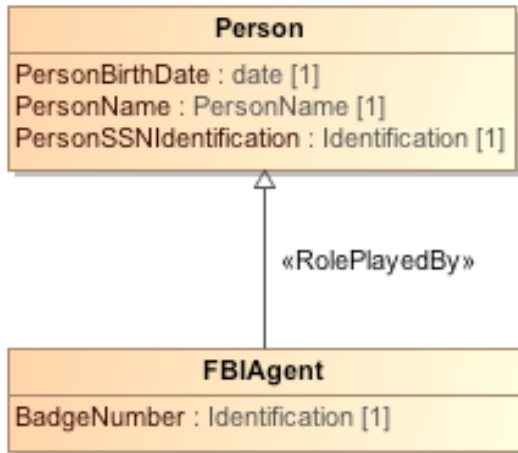 Person
PersonBirthDate : date [1]
PersonName : PersonName [1]
PersonSSNIdentification : Identification [1]
«RolePlayedBy»
FBIAgent
BadgeNumber : Identification [1]